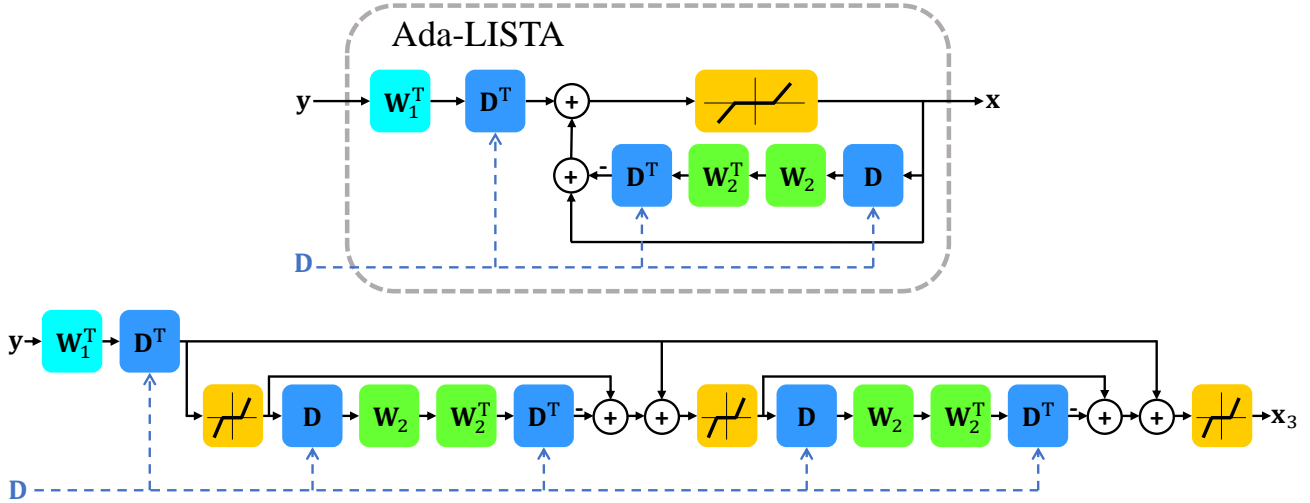 Ada-LISTA
y W₁ᵀ Dᵀ + x
+ - Dᵀ W₂ᵀ W₂ D
D
y W₁ᵀ Dᵀ
D W₂ W₂ᵀ Dᵀ - + + D W₂ W₂ᵀ Dᵀ - + + x₃
D